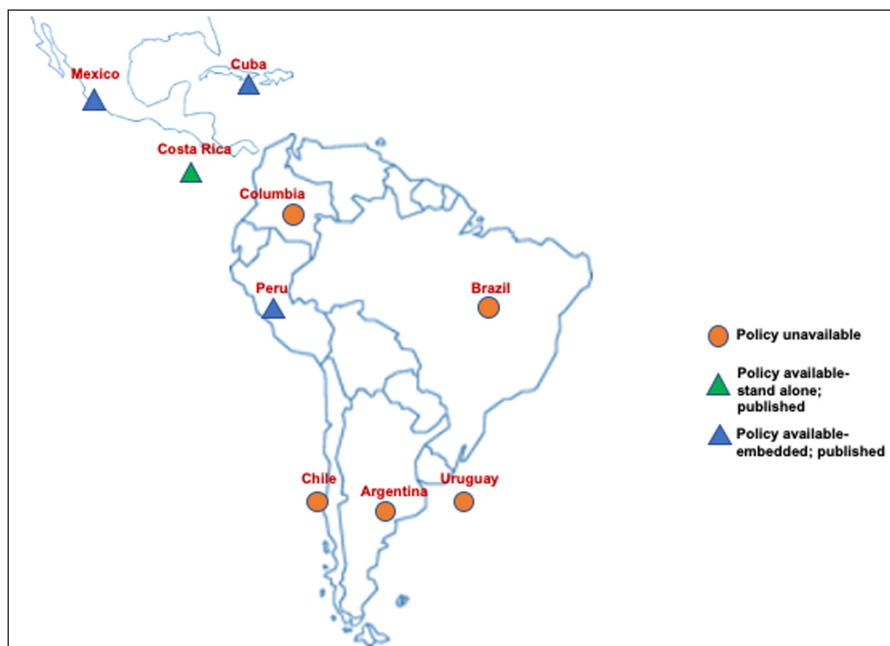 Mexico
Cuba
Costa Rica
Columbia
Peru
Brazil
Policy unavailable
Policy available-
stand alone;
published
Policy available-
embedded; published
Chile
Argentina
Uruguay